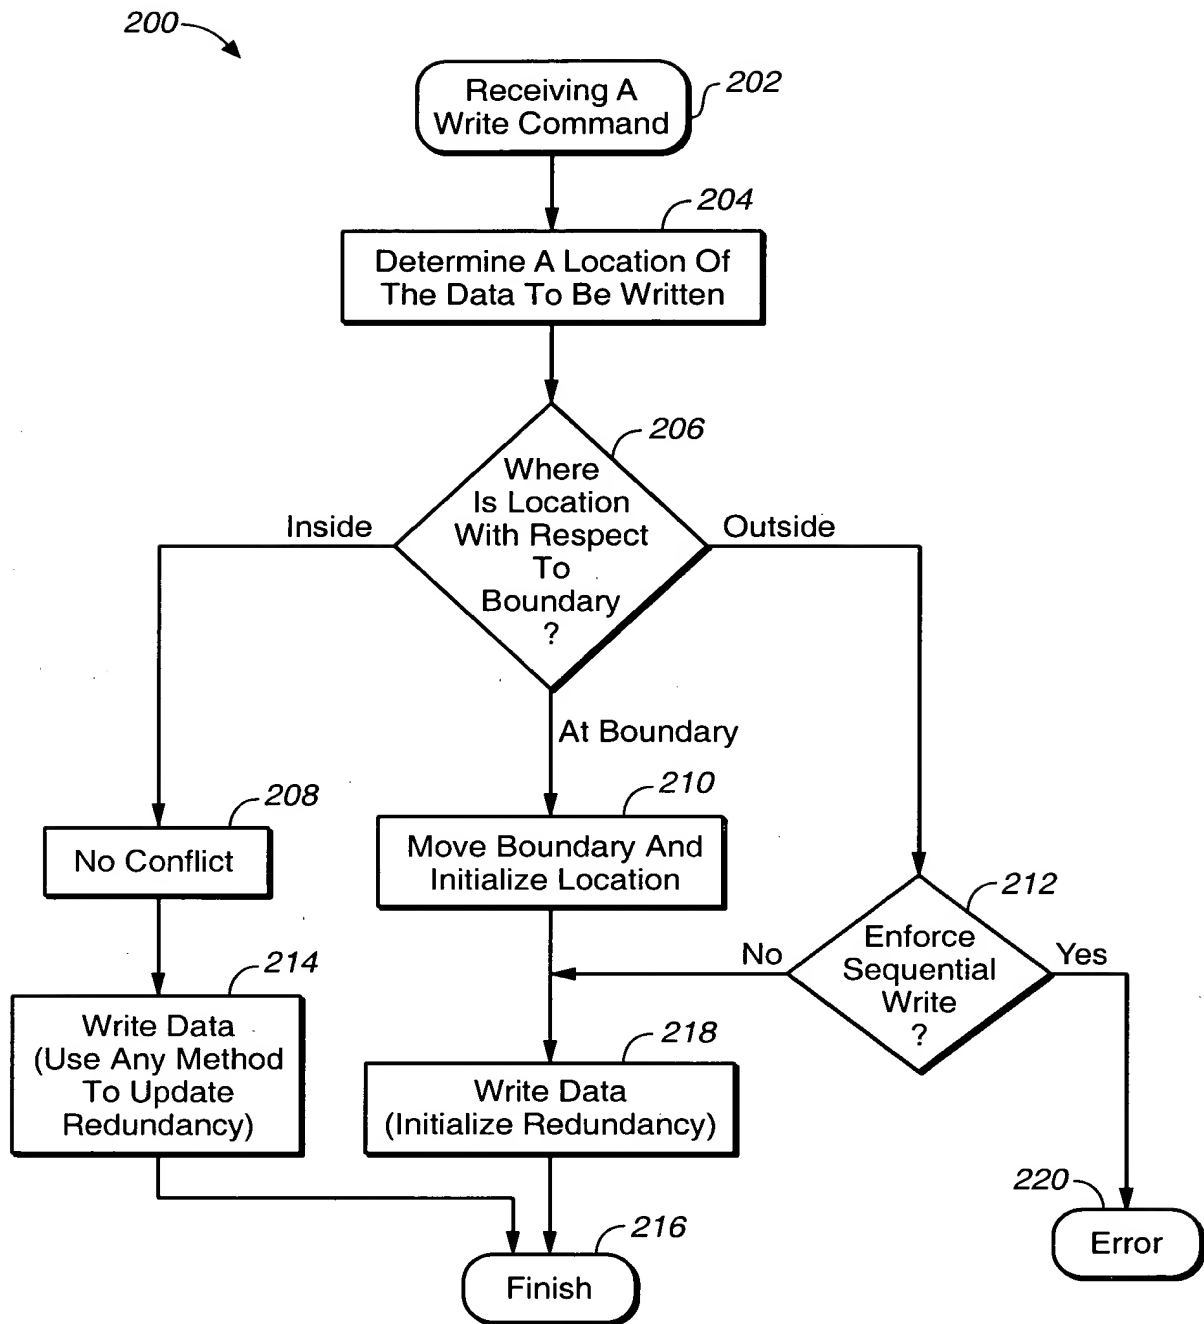 200
Receiving A
Write Command
202
204
Determine A Location Of
The Data To Be Written
206
Where
Is Location
With Respect
To
Boundary
?
Inside
Outside
At Boundary
208
No Conflict
210
Move Boundary And
Initialize Location
212
Enforce
Sequential
Write
?
No
Yes
214
Write Data
(Use Any Method
To Update
Redundancy)
218
Write Data
(Initialize Redundancy)
220
Error
216
Finish